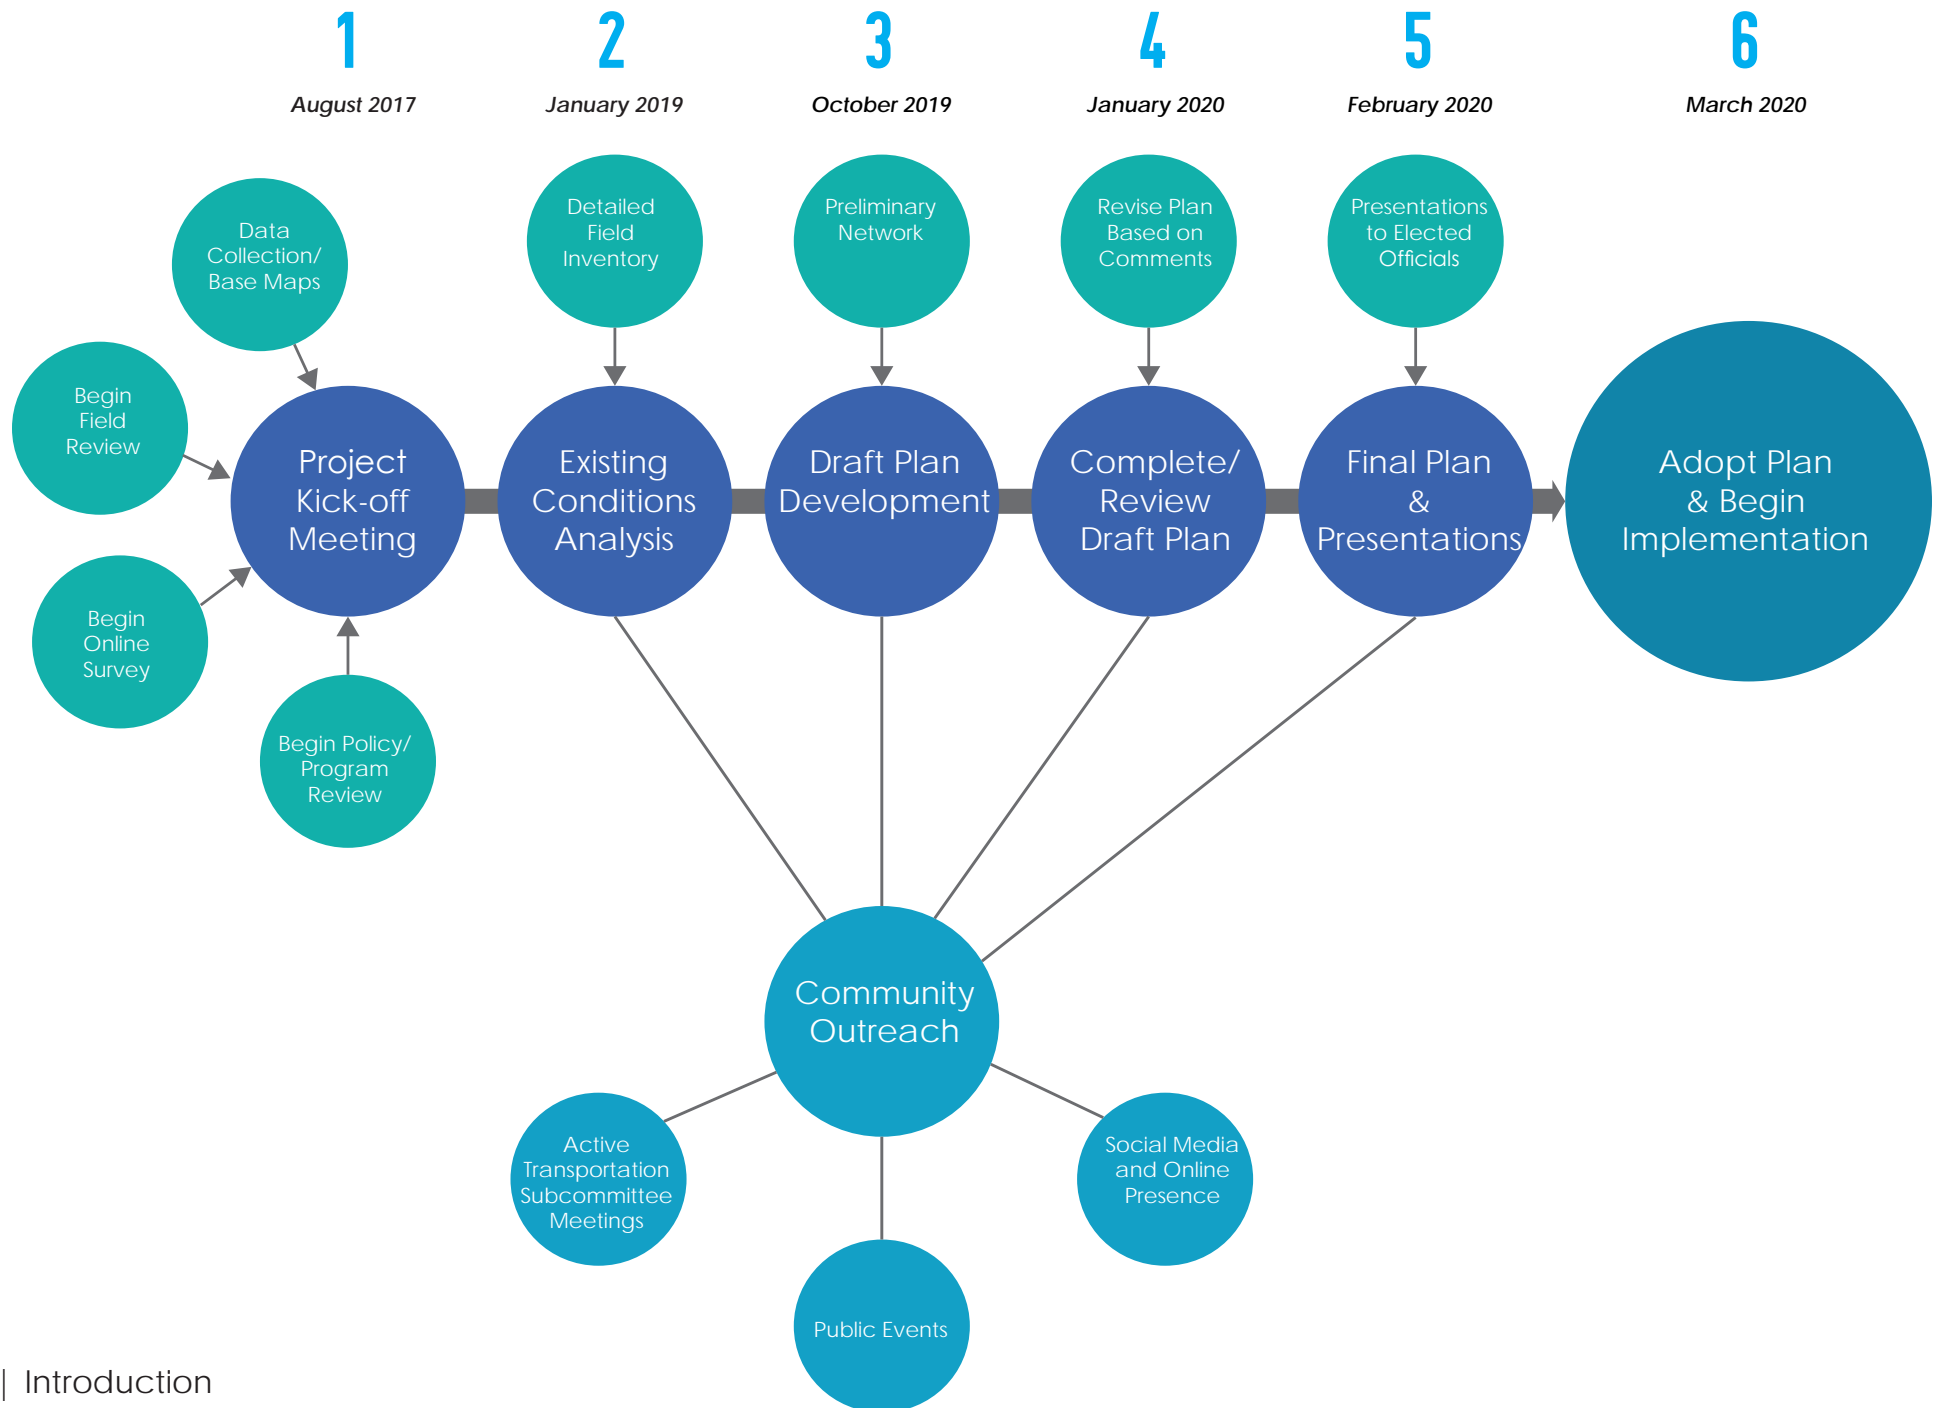 1
2
3
4
5
6
August 2017
January 2019
October 2019
January 2020
February 2020
March 2020
Data
Collection/
Base Maps
Detailed
Field
Inventory
Preliminary
Network
Revise Plan
Based on
Comments
Presentations
to Elected
Officials
Begin
Field
Review
Project
Kick-off
Meeting
Existing
Conditions
Analysis
Draft Plan
Development
Complete/
Review
Draft Plan
Final Plan
&
Presentations
Adopt Plan
& Begin
Implementation
Begin
Online
Survey
Begin Policy/
Program
Review
Community
Outreach
Active
Transportation
Subcommittee
Meetings
Social Media
and Online
Presence
Public Events
| Introduction